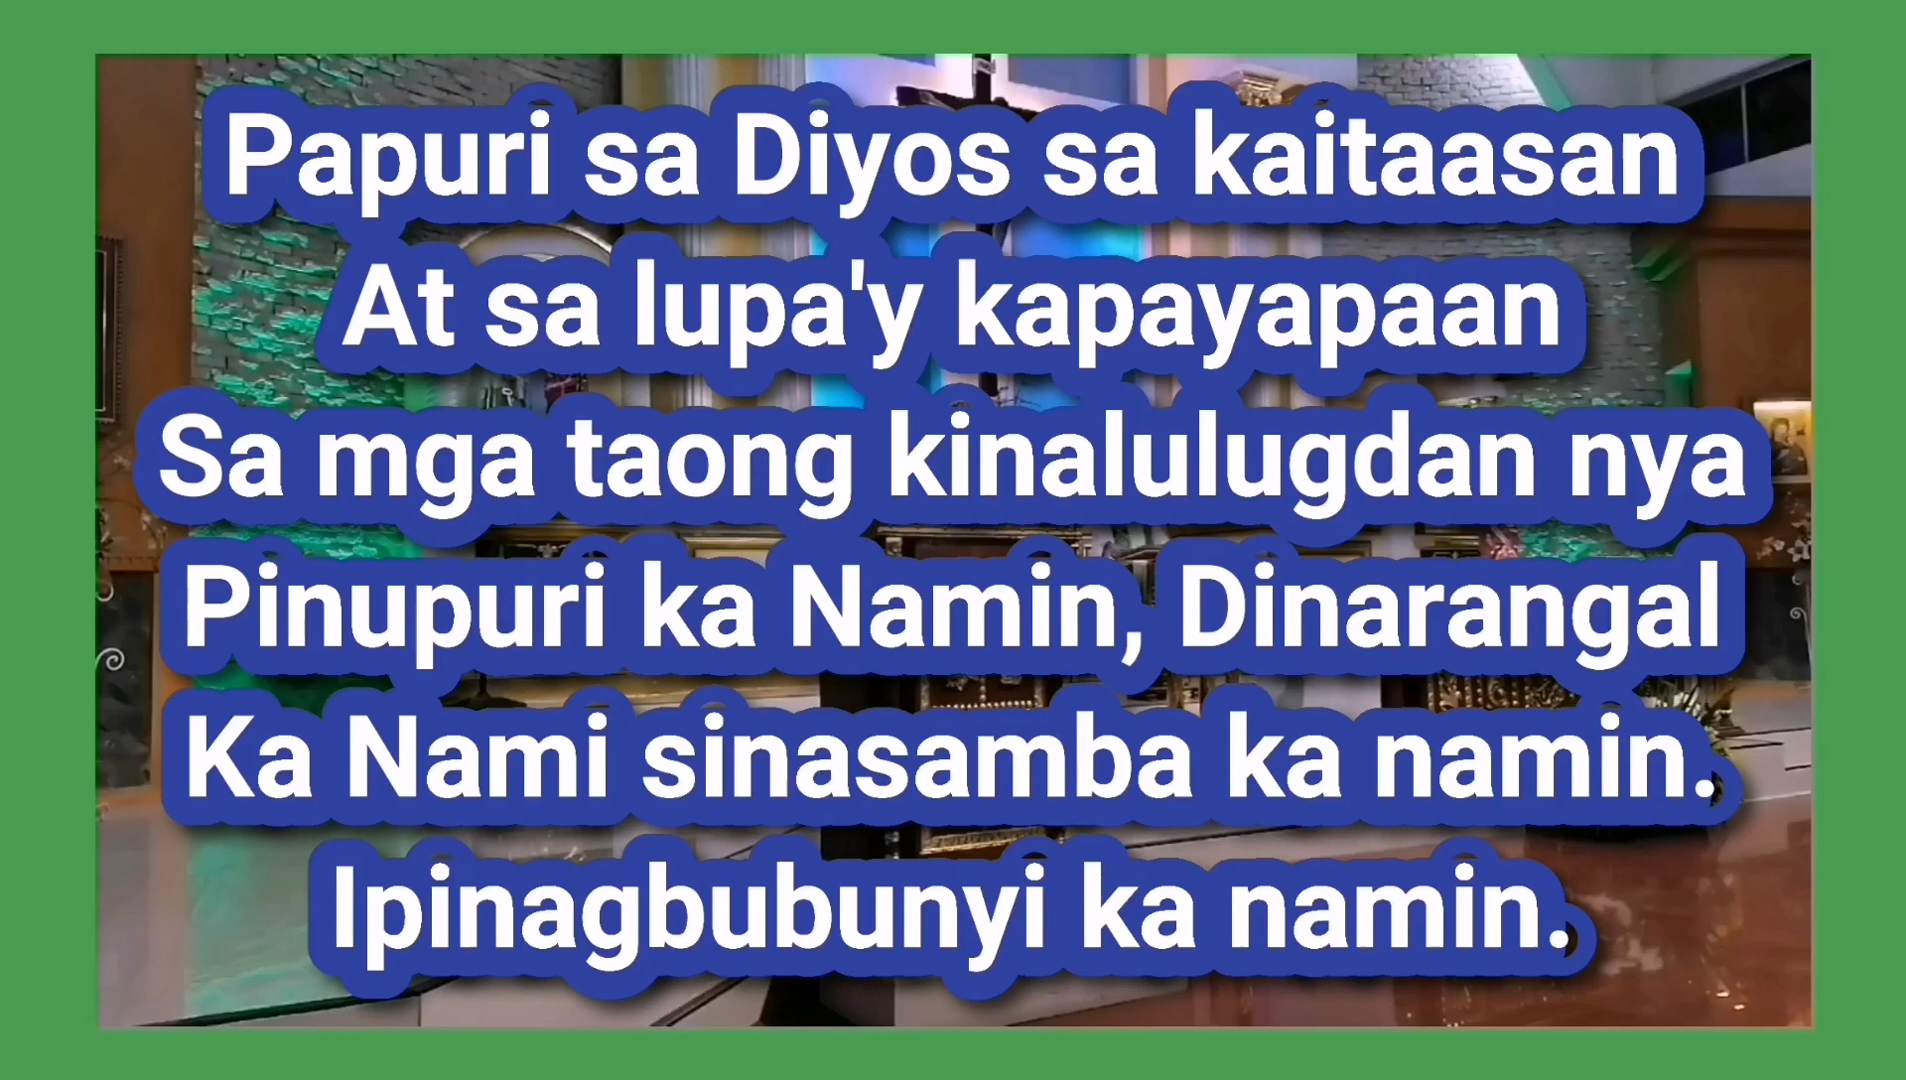 Papuri sa Diyos sa kaitaasan
At sa lupa'y kapayapaan
Sa mga taong kinalulugdan nya
Pinupuri ka Namin, Dinarangal
Ka Nami sinasamba ka namin.
Ipinagbubunyi ka namin.